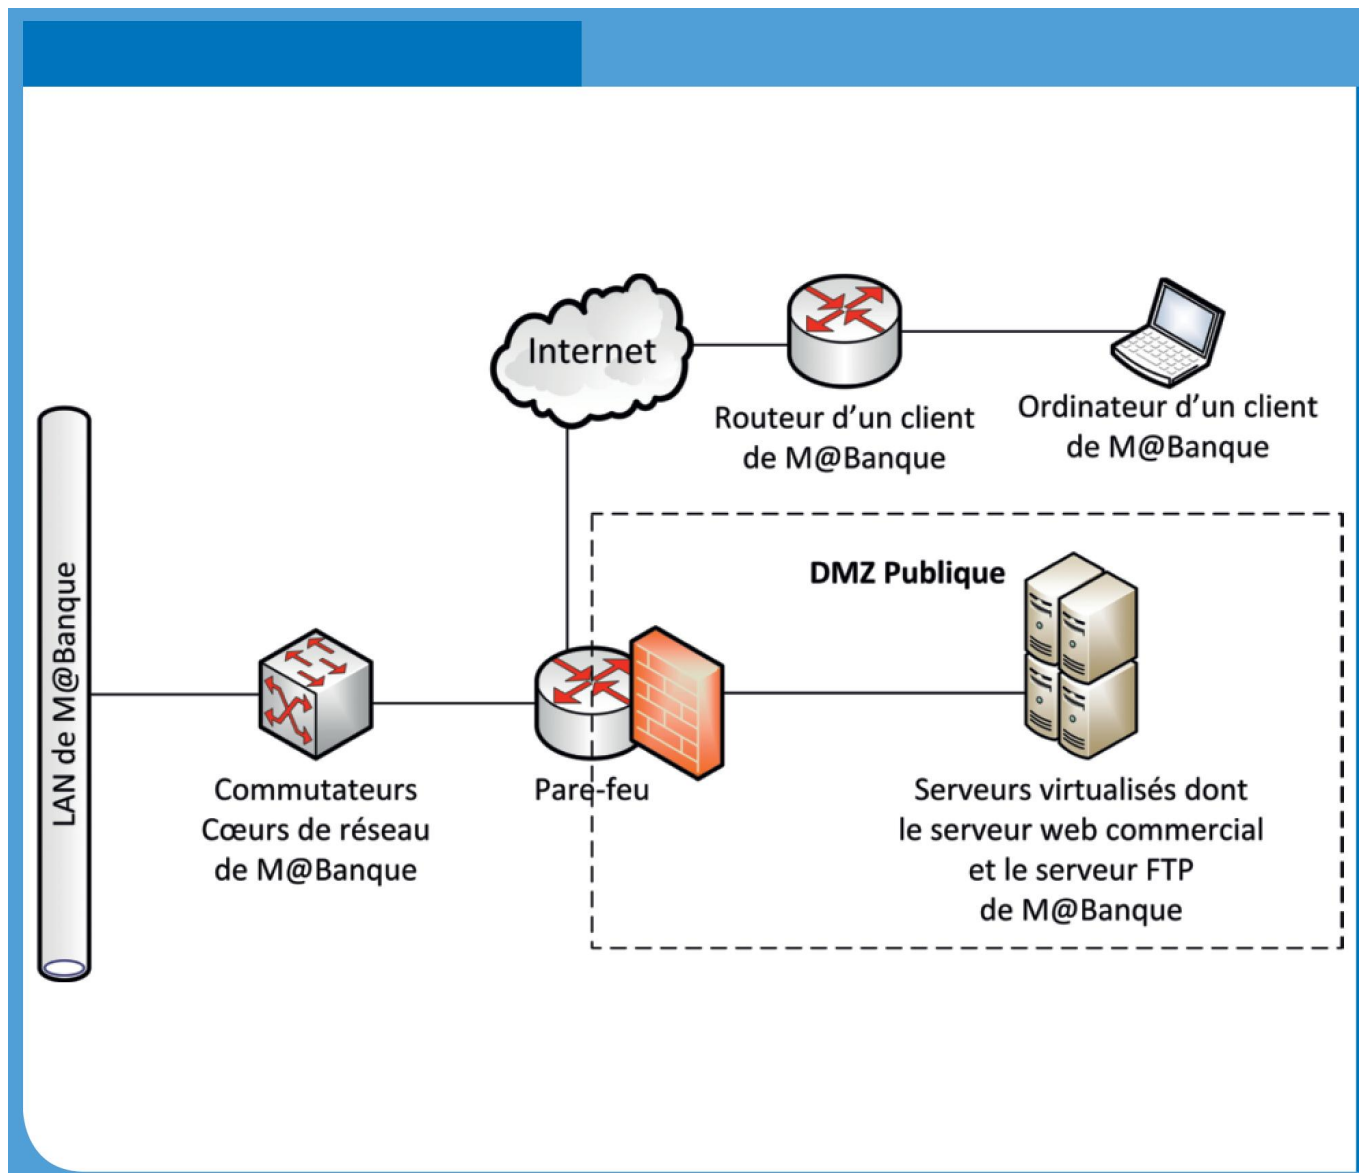 Internet
Routeur d’un client
de M@Banque
Ordinateur d’un client
de M@Banque
LAN de M@Banque
DMZ Publique
Commutateurs
Cœurs de réseau
de M@Banque
Pare-feu
Serveurs virtualisés dont
le serveur web commercial
et le serveur FTP
de M@Banque